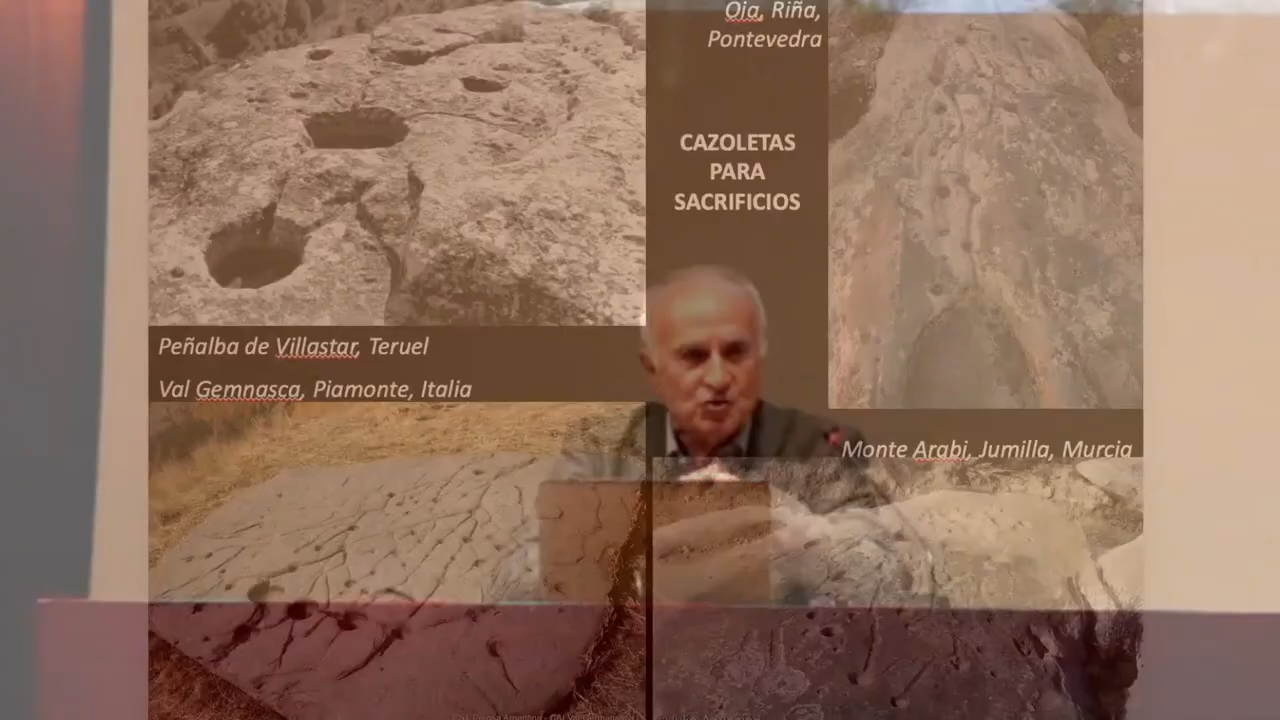 Oia, Riña,
Pontevedra
CAZOLETAS
PARA
SACRIFICIOS
Peñalba de Villastar, Teruel
Val Gemnasca, Piamonte, Italia
Monte Arabi, Jumilla, Murcia